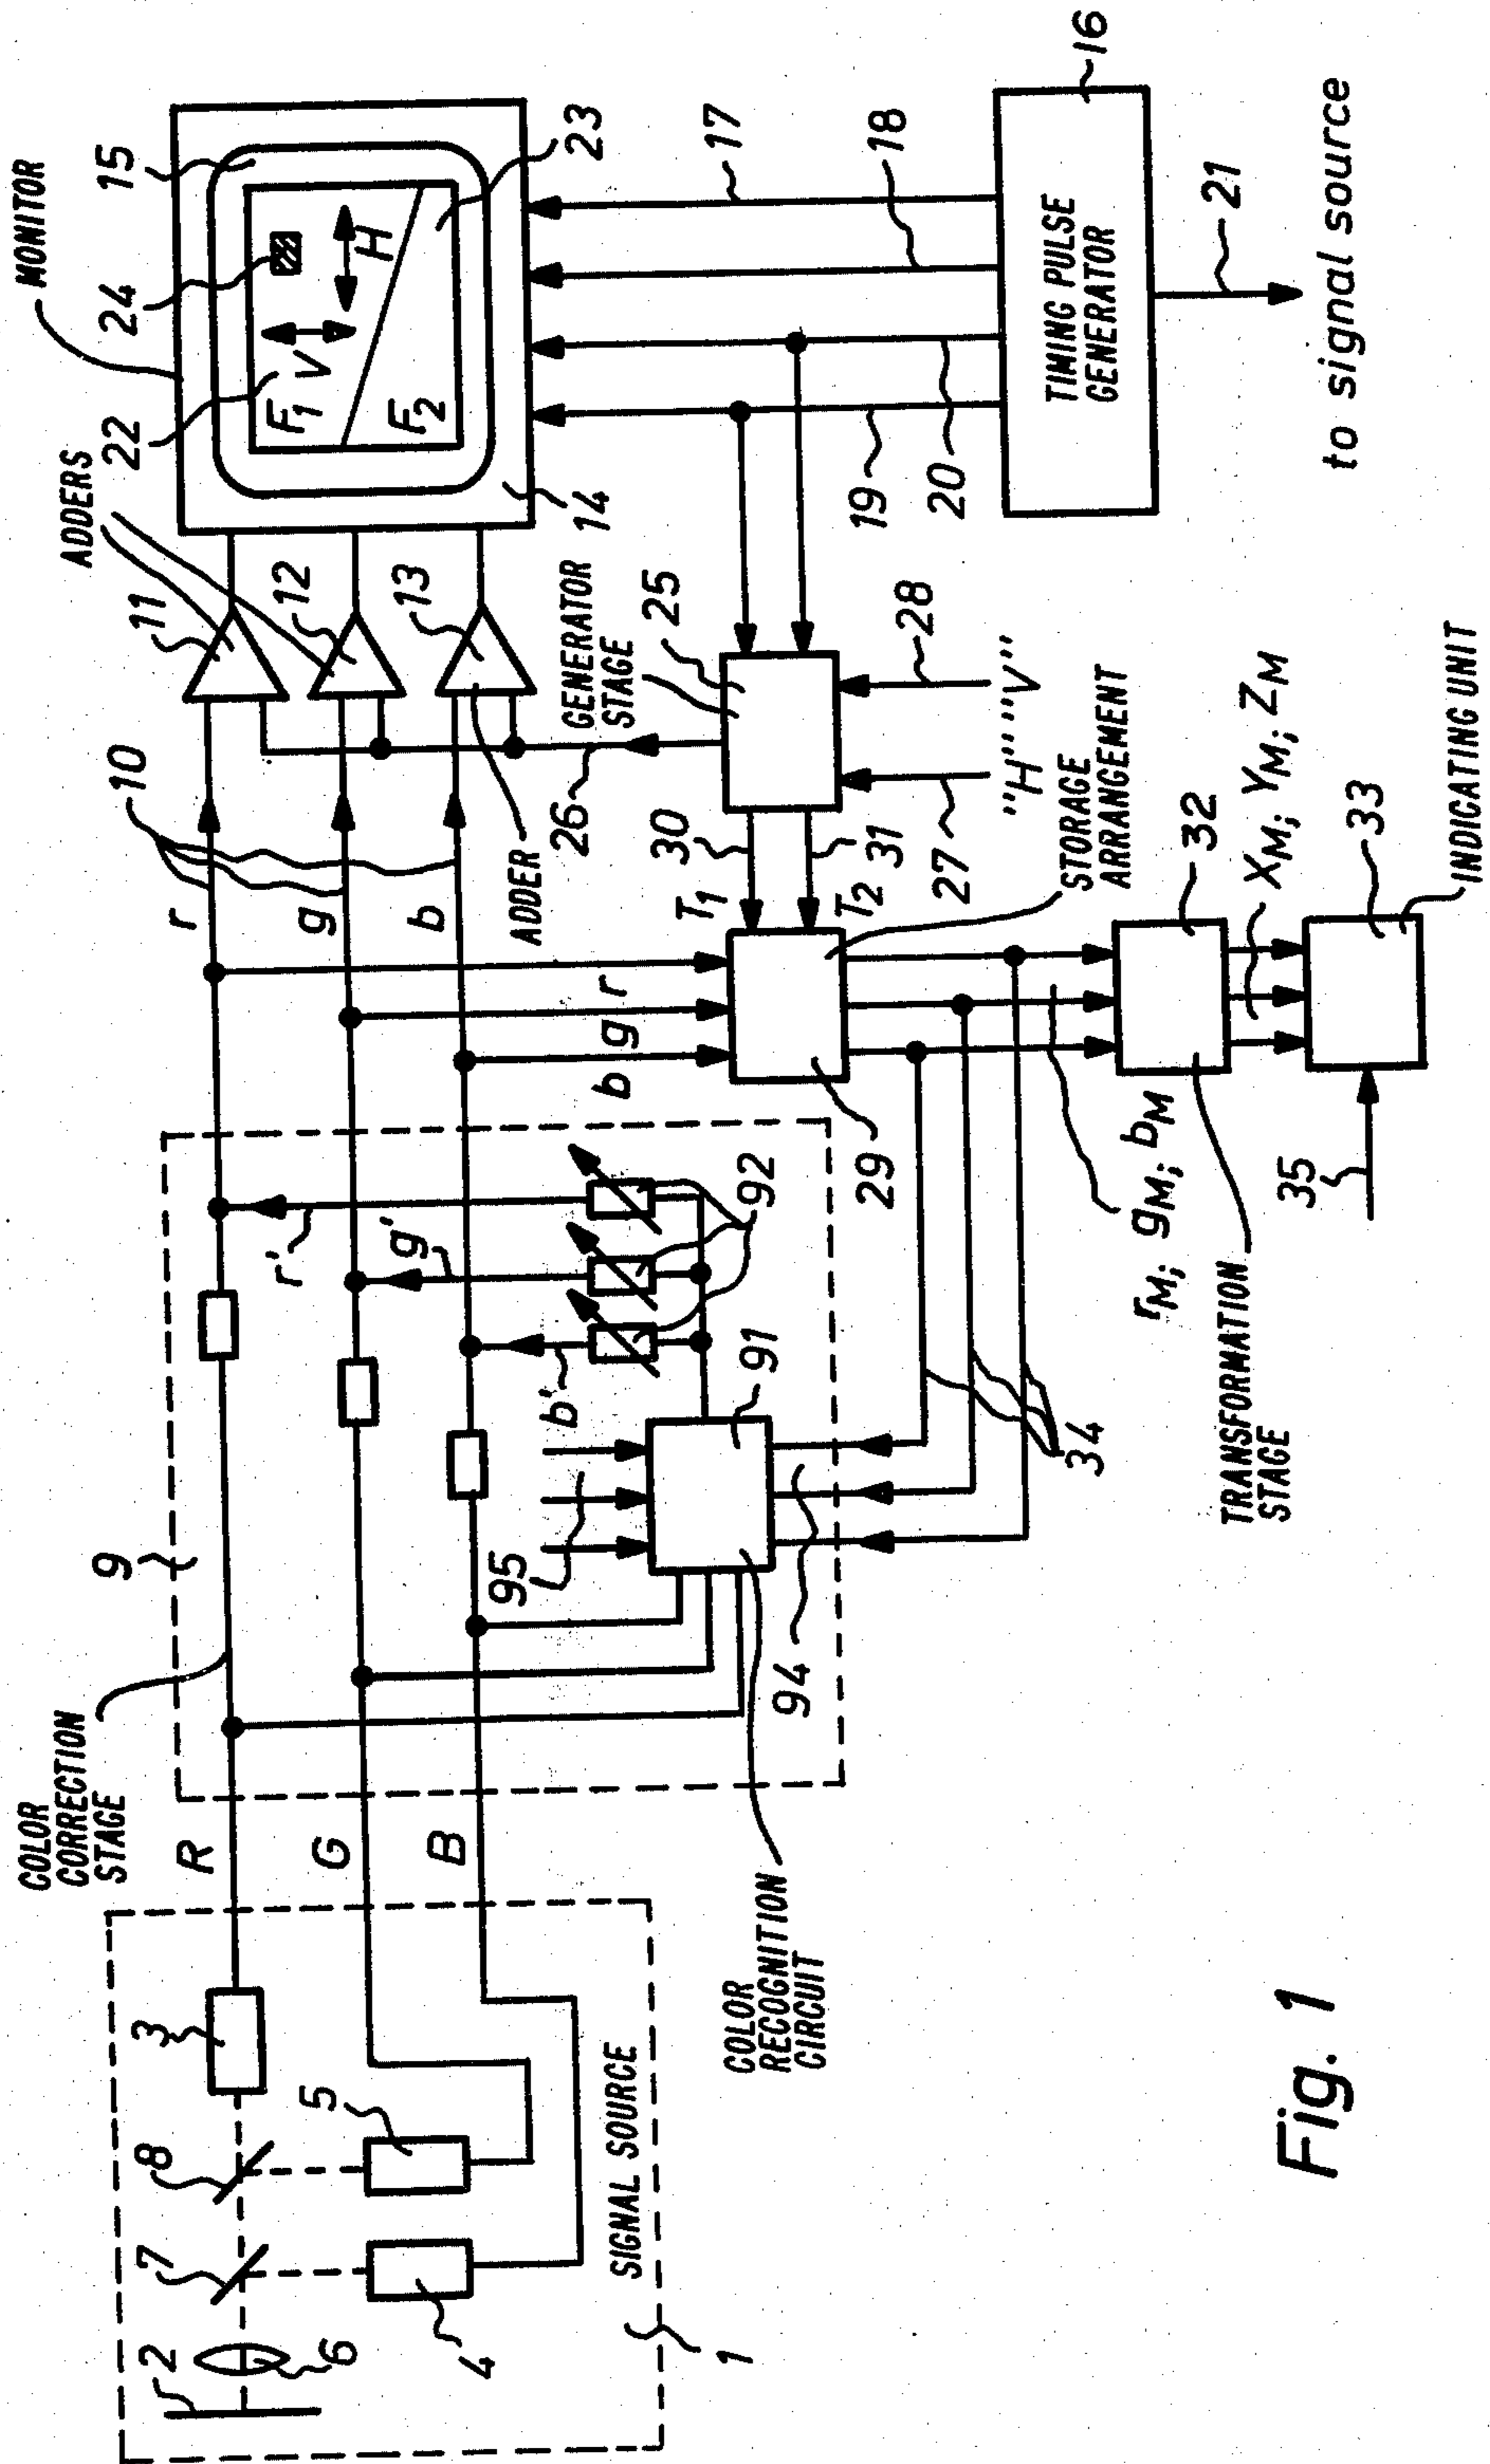 COLOR
CORRECTION
STAGE
9
10
ADDERS
MONITOR
2
7
8
3
R
r
11
22
24
15
6
5
G
r'
g
12
F1
V
H
4
B
g'
b
13
F2
23
SIGNAL SOURCE
1
95
b'
92
b
g
r
ADDER
26
GENERATOR
STAGE
14
COLOR
RECOGNITION
CIRCUIT
94
91
29
T1
30
25
19
20
18
17
T2
31
27
"H"
"V"
28
TIMING PULSE
GENERATOR
16
34
STORAGE
ARRANGEMENT
21
to signal source
TRANSFORMATION
STAGE
rM; gM; bM
32
XM; YM; ZM
35
33
INDICATING UNIT
Fig. 1